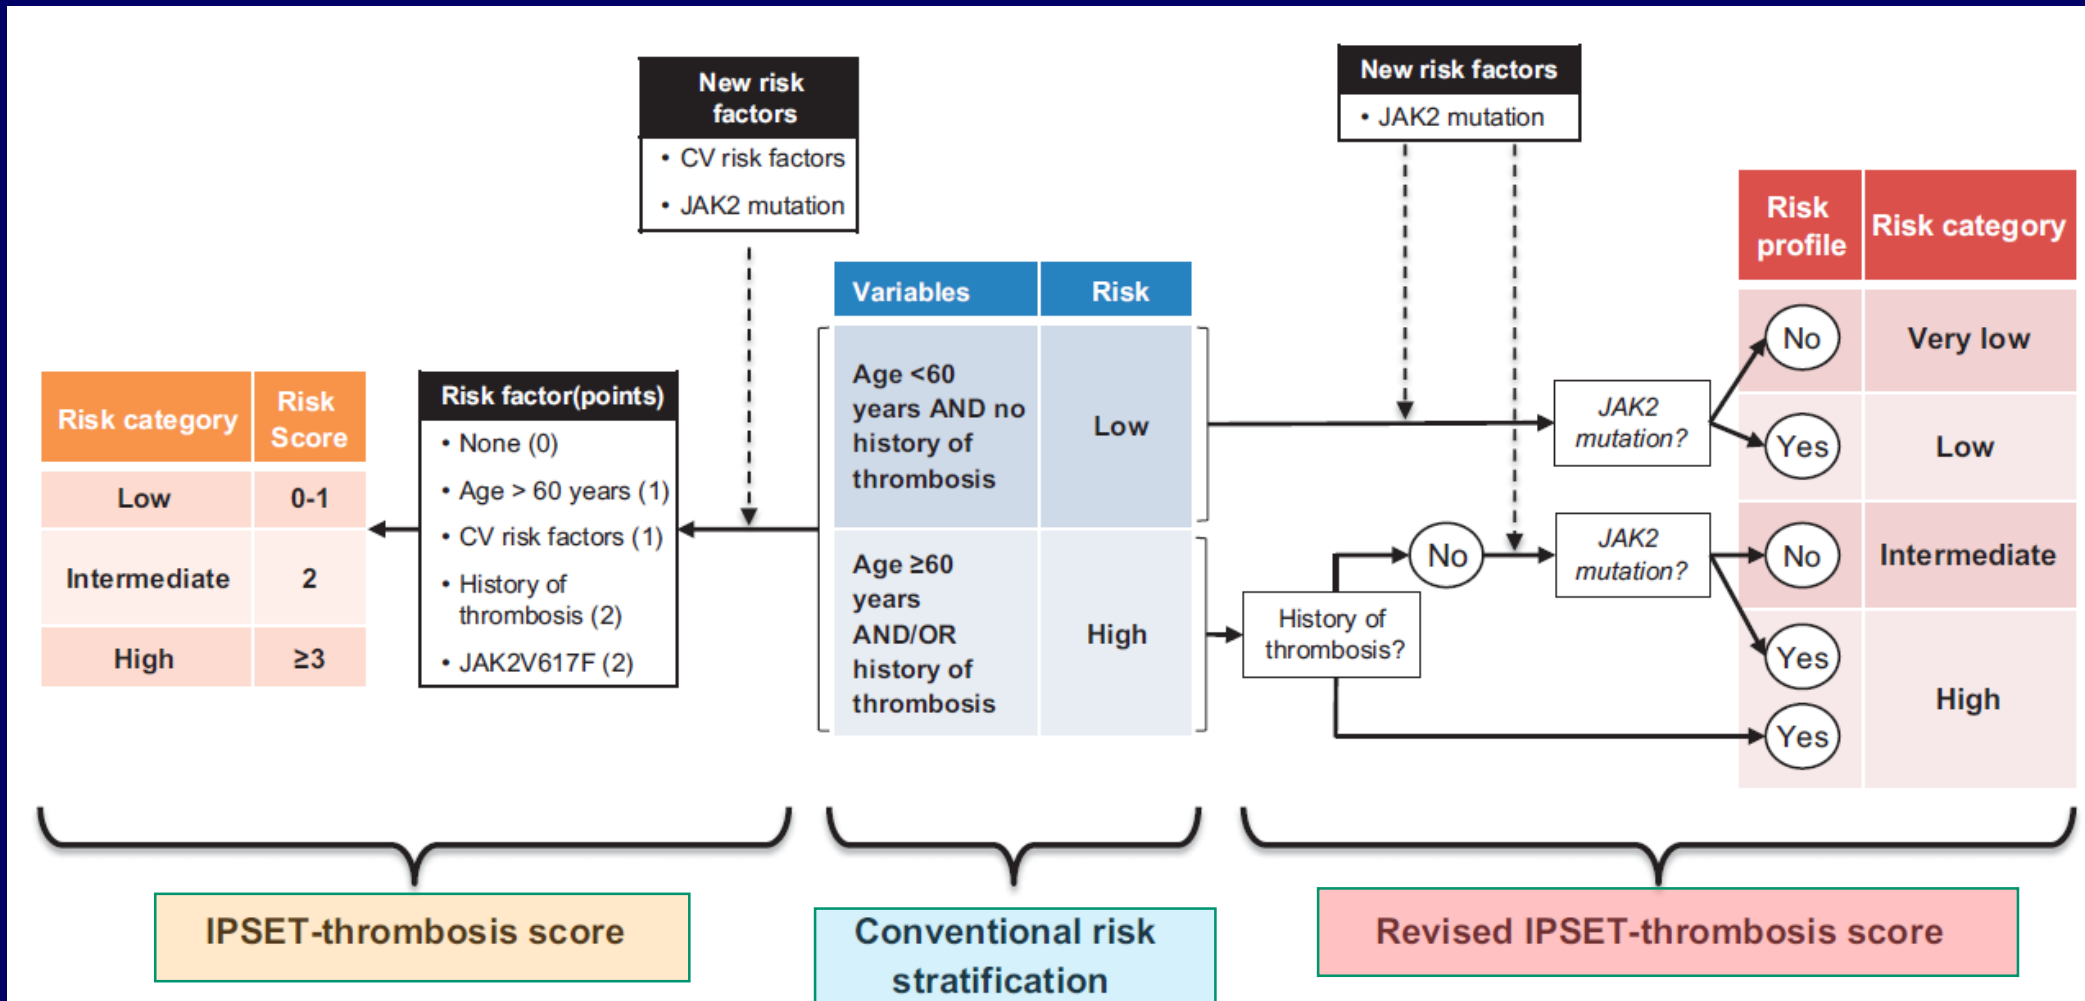 New risk
factors
• CV risk factors
• JAK2 mutation
New risk factors
• JAK2 mutation
Risk category
Risk
Score
Low
0-1
Intermediate
2
High
≥3
Risk factor(points)
• None (0)
• Age > 60 years (1)
• CV risk factors (1)
• History of
thrombosis (2)
• JAK2V617F (2)
Variables
Risk
Age <60
years AND no
history of
thrombosis
Low
Age ≥60
years
AND/OR
history of
thrombosis
High
History of
thrombosis?
No
JAK2
mutation?
JAK2
mutation?
Risk
profile
Risk category
No
Very low
Yes
Low
No
Intermediate
Yes
Yes
High
IPSET-thrombosis score
Conventional risk
stratification
Revised IPSET-thrombosis score